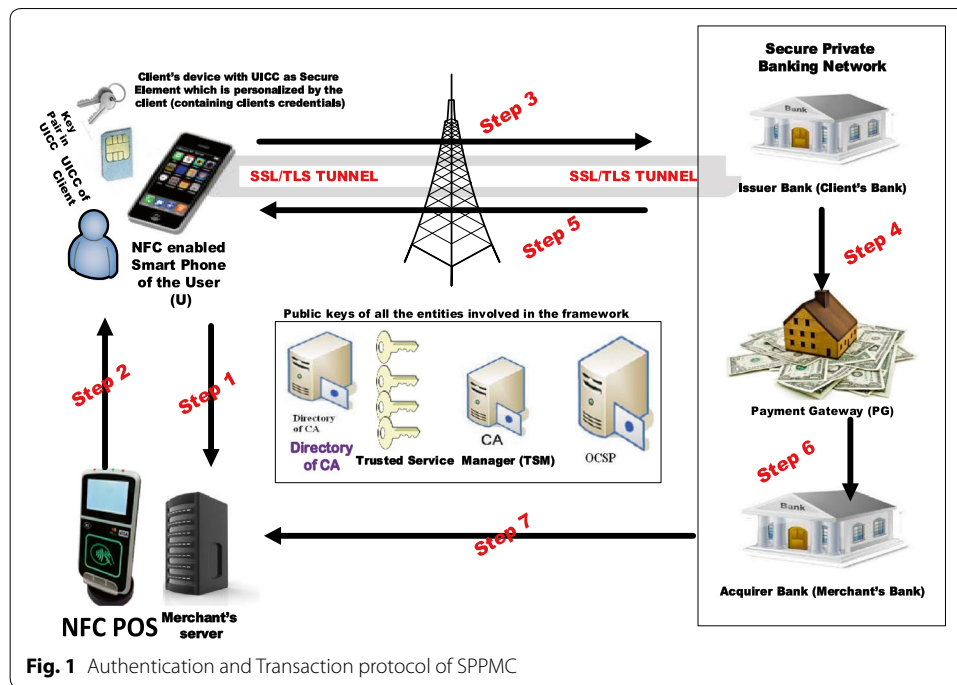 Client's device with UICC as Secure
Element which is personalized by the
client (containing clients credentials)
Key
Pair in
UICC
UICC of
Client
NFC enabled
Smart Phone
of the User
(U)
Step 3
SSL/TLS TUNNEL
SSL/TLS TUNNEL
Step 5
Secure Private
Banking Network
Bank
Issuer Bank (Client's Bank)
Step 4
Payment Gateway (PG)
Step 6
Bank
Acquirer Bank (Merchant's Bank)
Public keys of all the entities involved in the framework
Directory
of CA
Directory
of CA
Trusted Service Manager (TSM)
CA
OCSP
Step 2
Step 1
Step 7
NFC POS
Merchant's
server
Fig. 1 Authentication and Transaction protocol of SPPMC